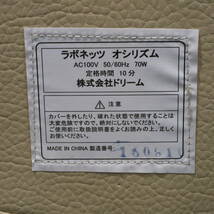 ラボネッツ オシリズム
AC100V 50/60Hz 70W
定格時間 10分
株式会社ドリーム
⚠ 注意
カバーを外したり、破れた状態で使用することは
大変危険ですので、絶対におやめください。
ご使用前に取扱説明書をよくお読みになり正しく
お使いください。
MADE IN CHINA 製造番号